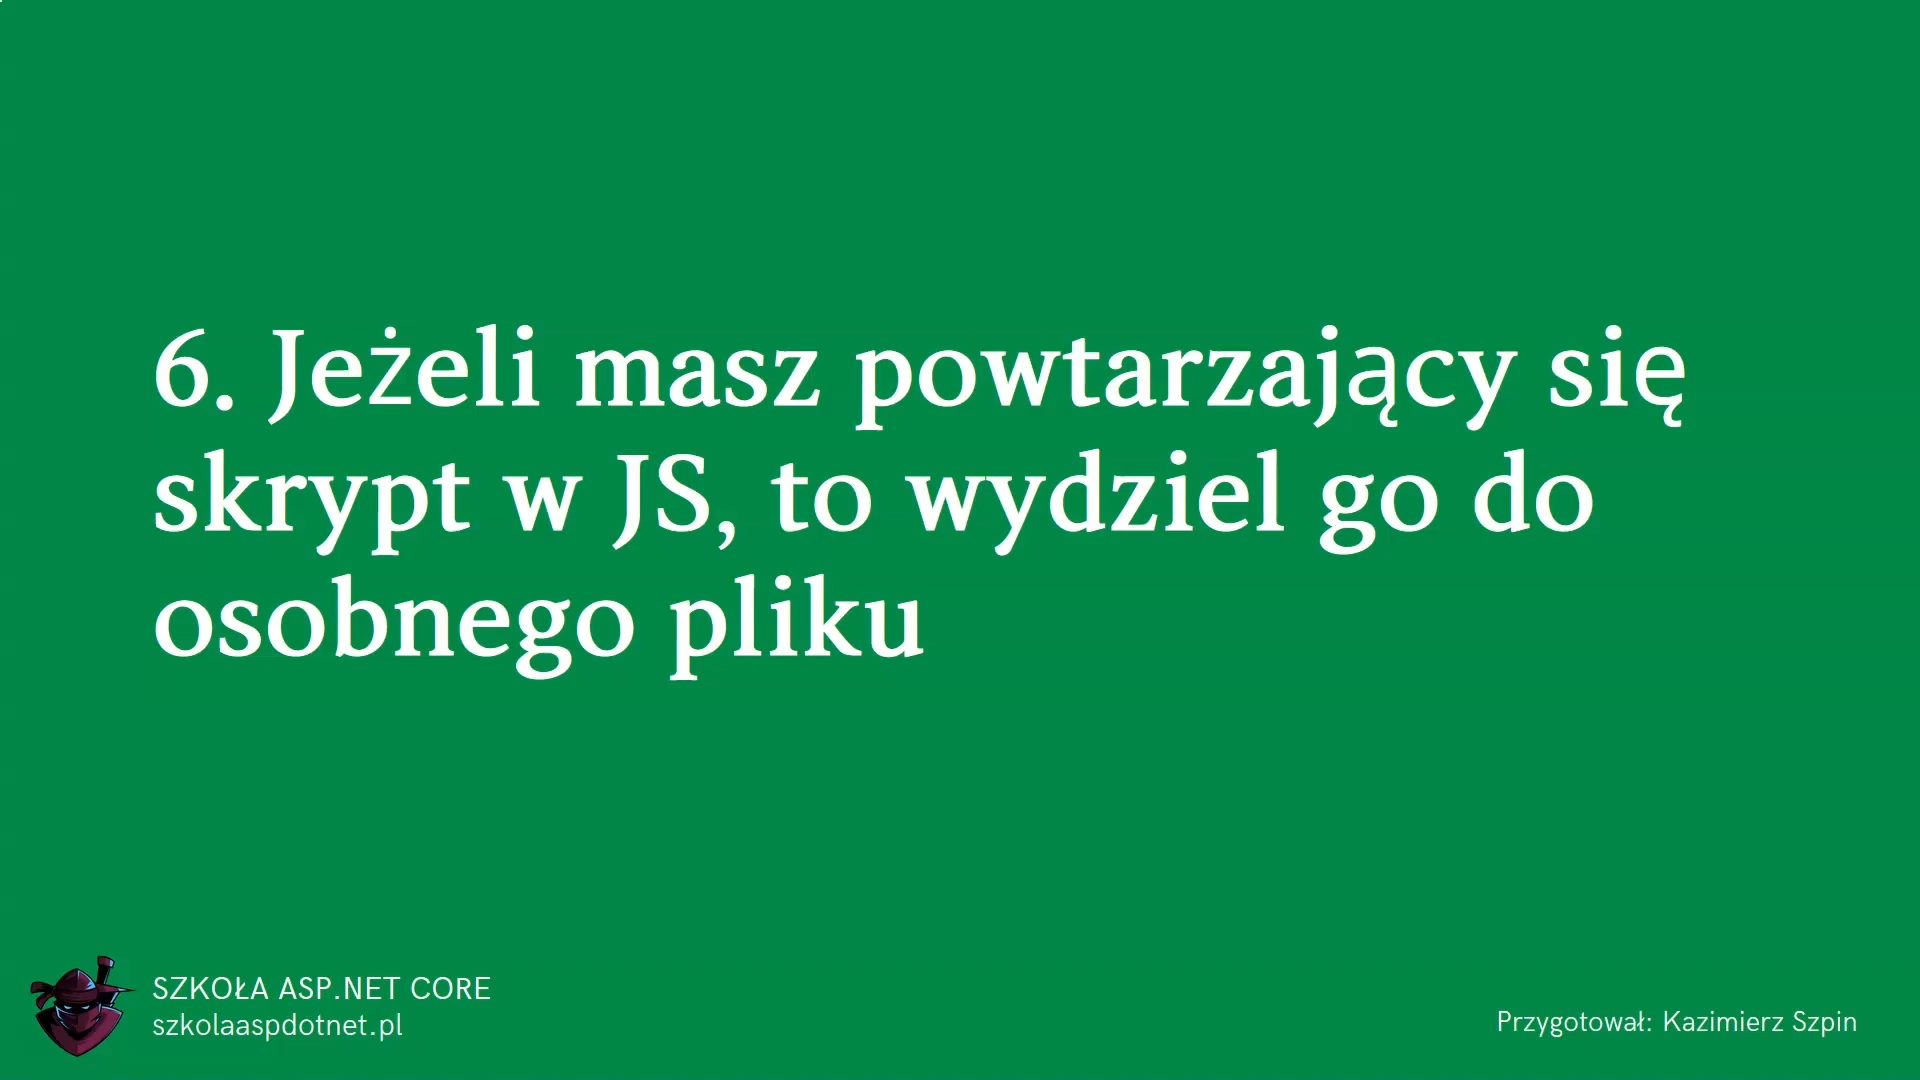 6. Jeżeli masz powtarzający się
skrypt w JS, to wydziel go do
osobnego pliku
SZKOŁA ASP.NET CORE
szkolaaspdotnet.pl
Przygotował: Kazimierz Szpin